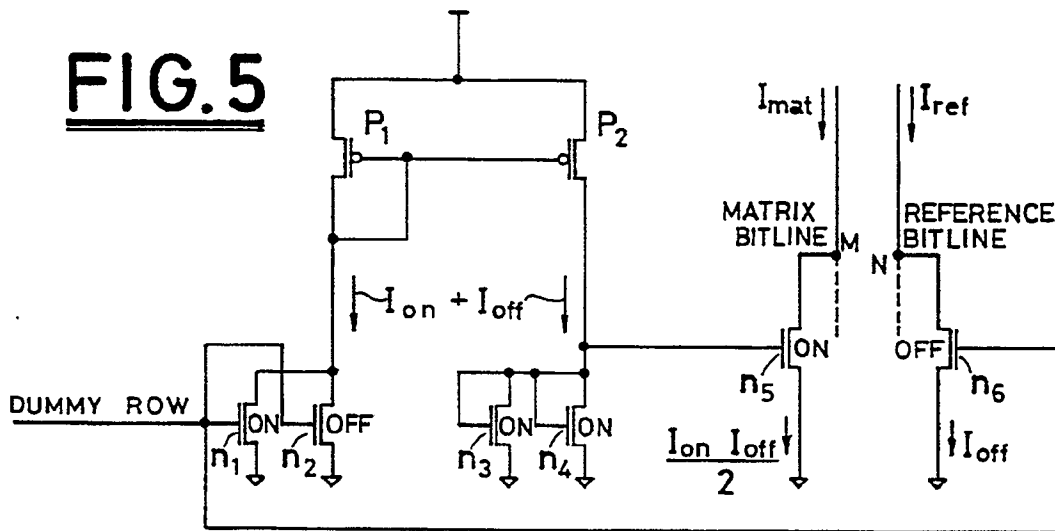 FIG. 5
P1
P2
Imat
Iref
MATRIX
BITLINE
M
REFERENCE
BITLINE
N
Ion + Ioff
DUMMY ROW
ON
n1
OFF
n2
ON
n3
ON
n4
ON
n5
OFF
n6
Ion Ioff
2
Ioff